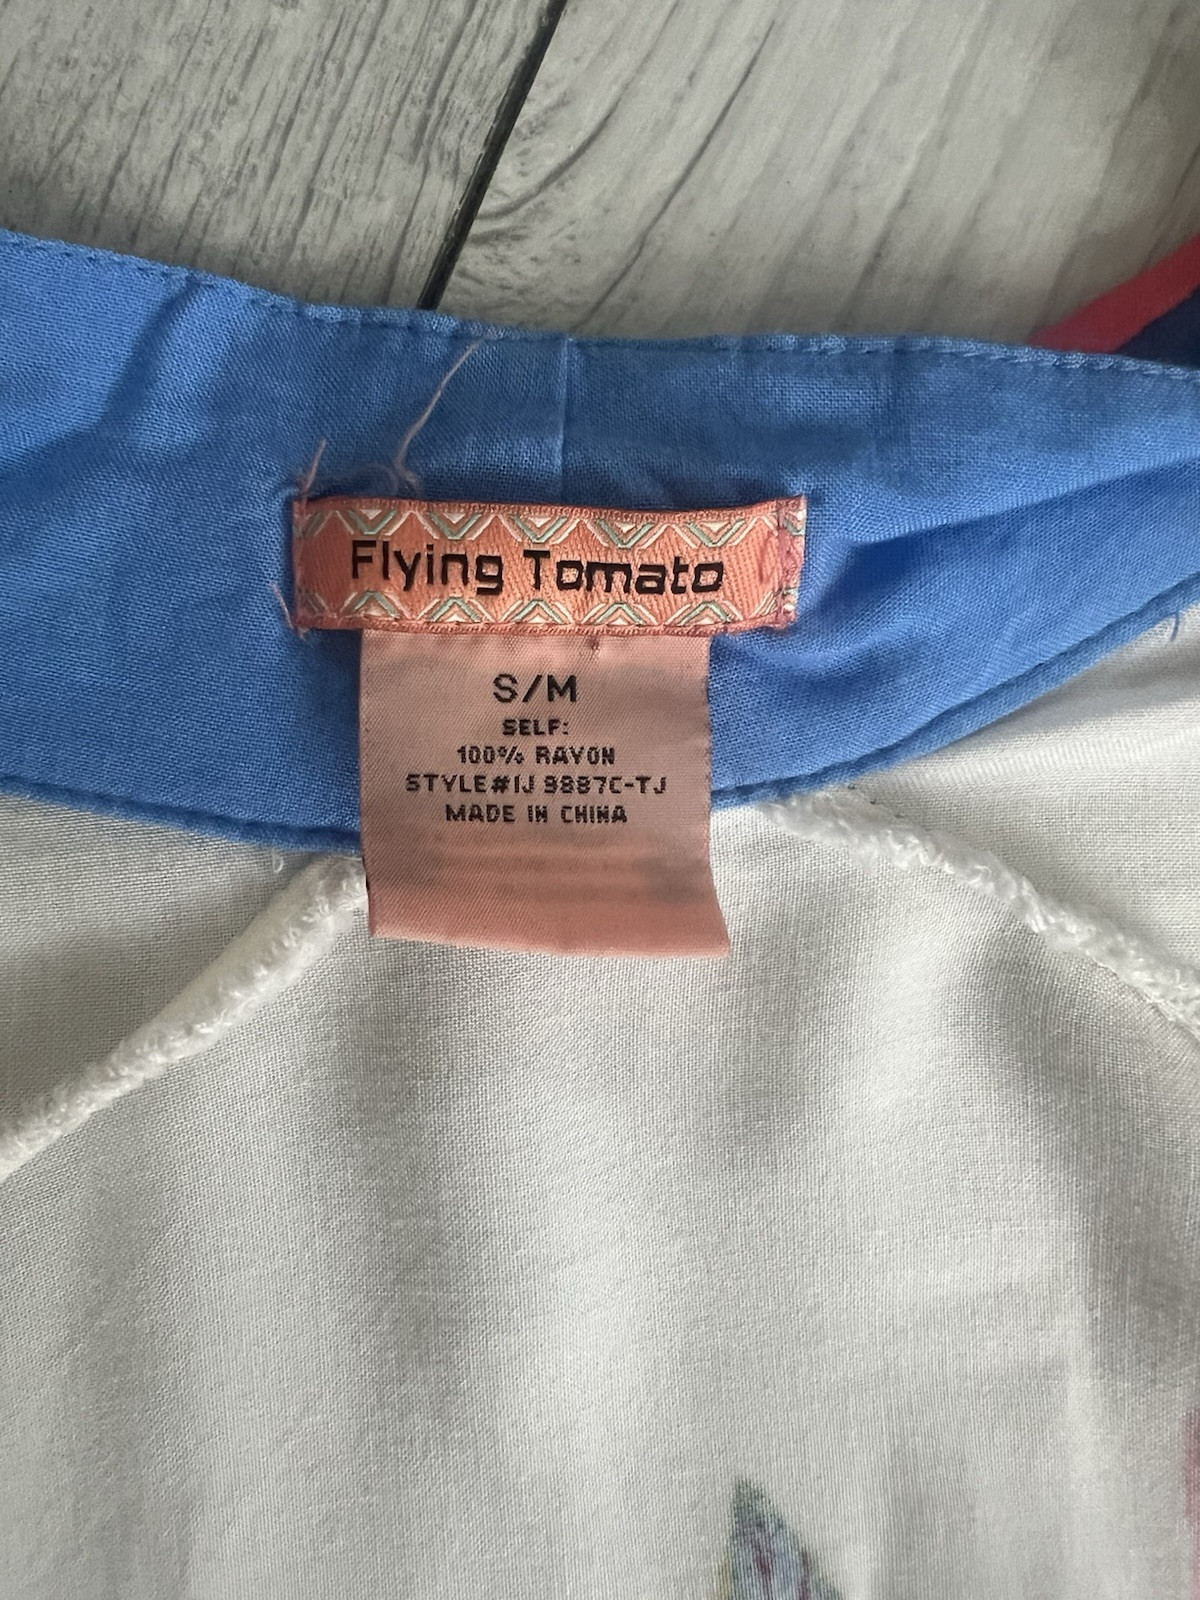 Flying Tomato
S/M
SELF:
100% RAYON
STYLE#IJ 9887C-TJ
MADE IN CHINA